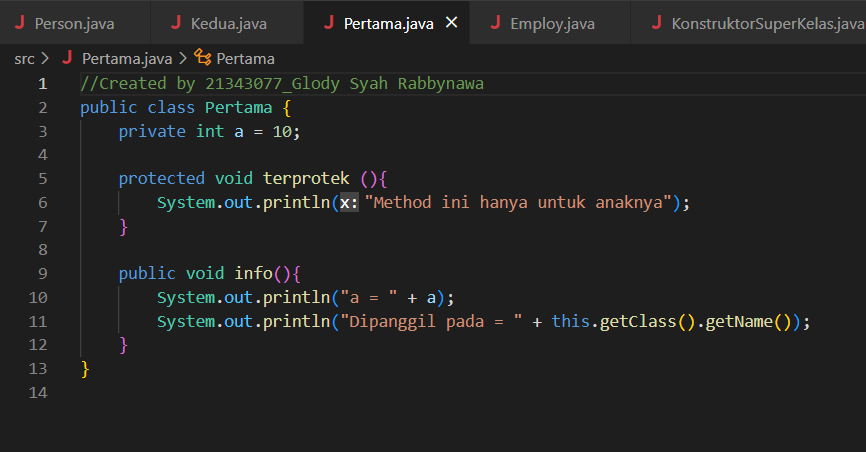 J Person.java J Kedua.java J Pertama.java × J Employ.java J KonstruktorSuperKelas.java
src > J Pertama.java > Pertama
1 //Created by 21343077_Glody Syah Rabbynawa
2 public class Pertama {
3 private int a = 10;
4
5 protected void terprotek (){
6 System.out.println(x: "Method ini hanya untuk anaknya");
7 }
8
9 public void info(){
10 System.out.println("a = " + a);
11 System.out.println("Dipanggil pada = " + this.getClass().getName());
12 }
13 }
14